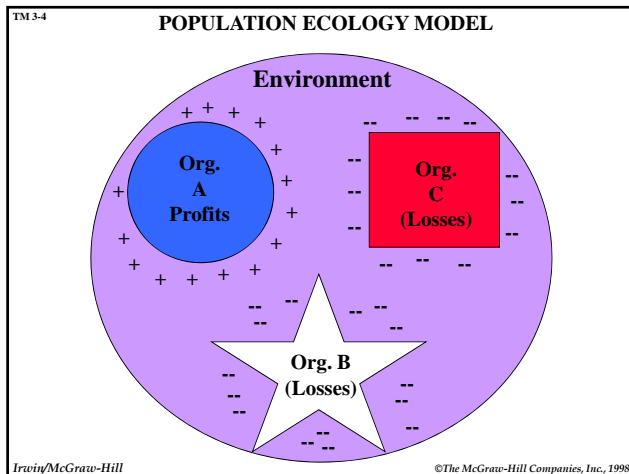 TM 3-4
POPULATION ECOLOGY MODEL
Environment
+ + + + + + + + + + + + + + + +
-- -- -- -- -- -- -- -- -- -- -- -- --
Org.
A
Profits
Org.
C
(Losses)
-- -- -- -- -- -- -- -- -- -- -- -- -- --
Org. B
(Losses)
Irwin/McGraw-Hill
©The McGraw-Hill Companies, Inc., 1998